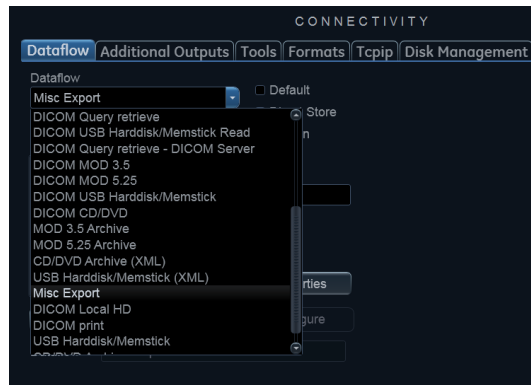 CONNECTIVITY
Dataflow Additional Outputs Tools Formats Tcpip Disk Management
Dataflow
Misc Export
Default
Store
DICOM Query retrieve
DICOM USB Harddisk/Memstick Read
DICOM Query retrieve - DICOM Server
DICOM MOD 3.5
DICOM MOD 5.25
DICOM USB Harddisk/Memstick
DICOM CD/DVD
MOD 3.5 Archive
MOD 5.25 Archive
CD/DVD Archive (XML)
USB Harddisk/Memstick (XML)
Misc Export
rties
DICOM Local HD
DICOM print
gure
USB Harddisk/Memstick